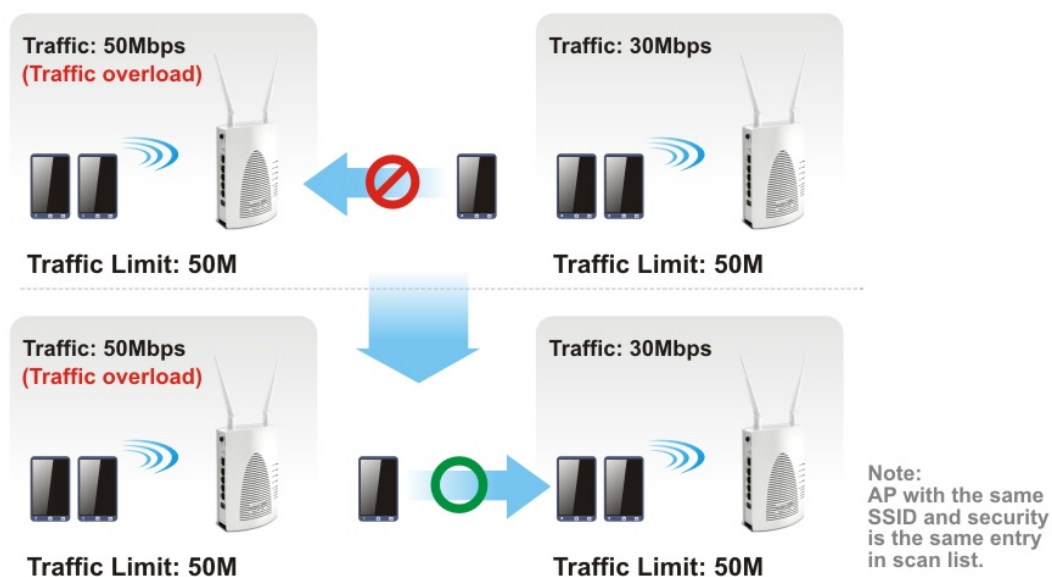 Traffic: 50Mbps
(Traffic overload)
Traffic: 30Mbps
Traffic Limit: 50M
Traffic Limit: 50M
Traffic: 50Mbps
(Traffic overload)
Traffic: 30Mbps
Traffic Limit: 50M
Traffic Limit: 50M
Note:
AP with the same
SSID and security
is the same entry
in scan list.